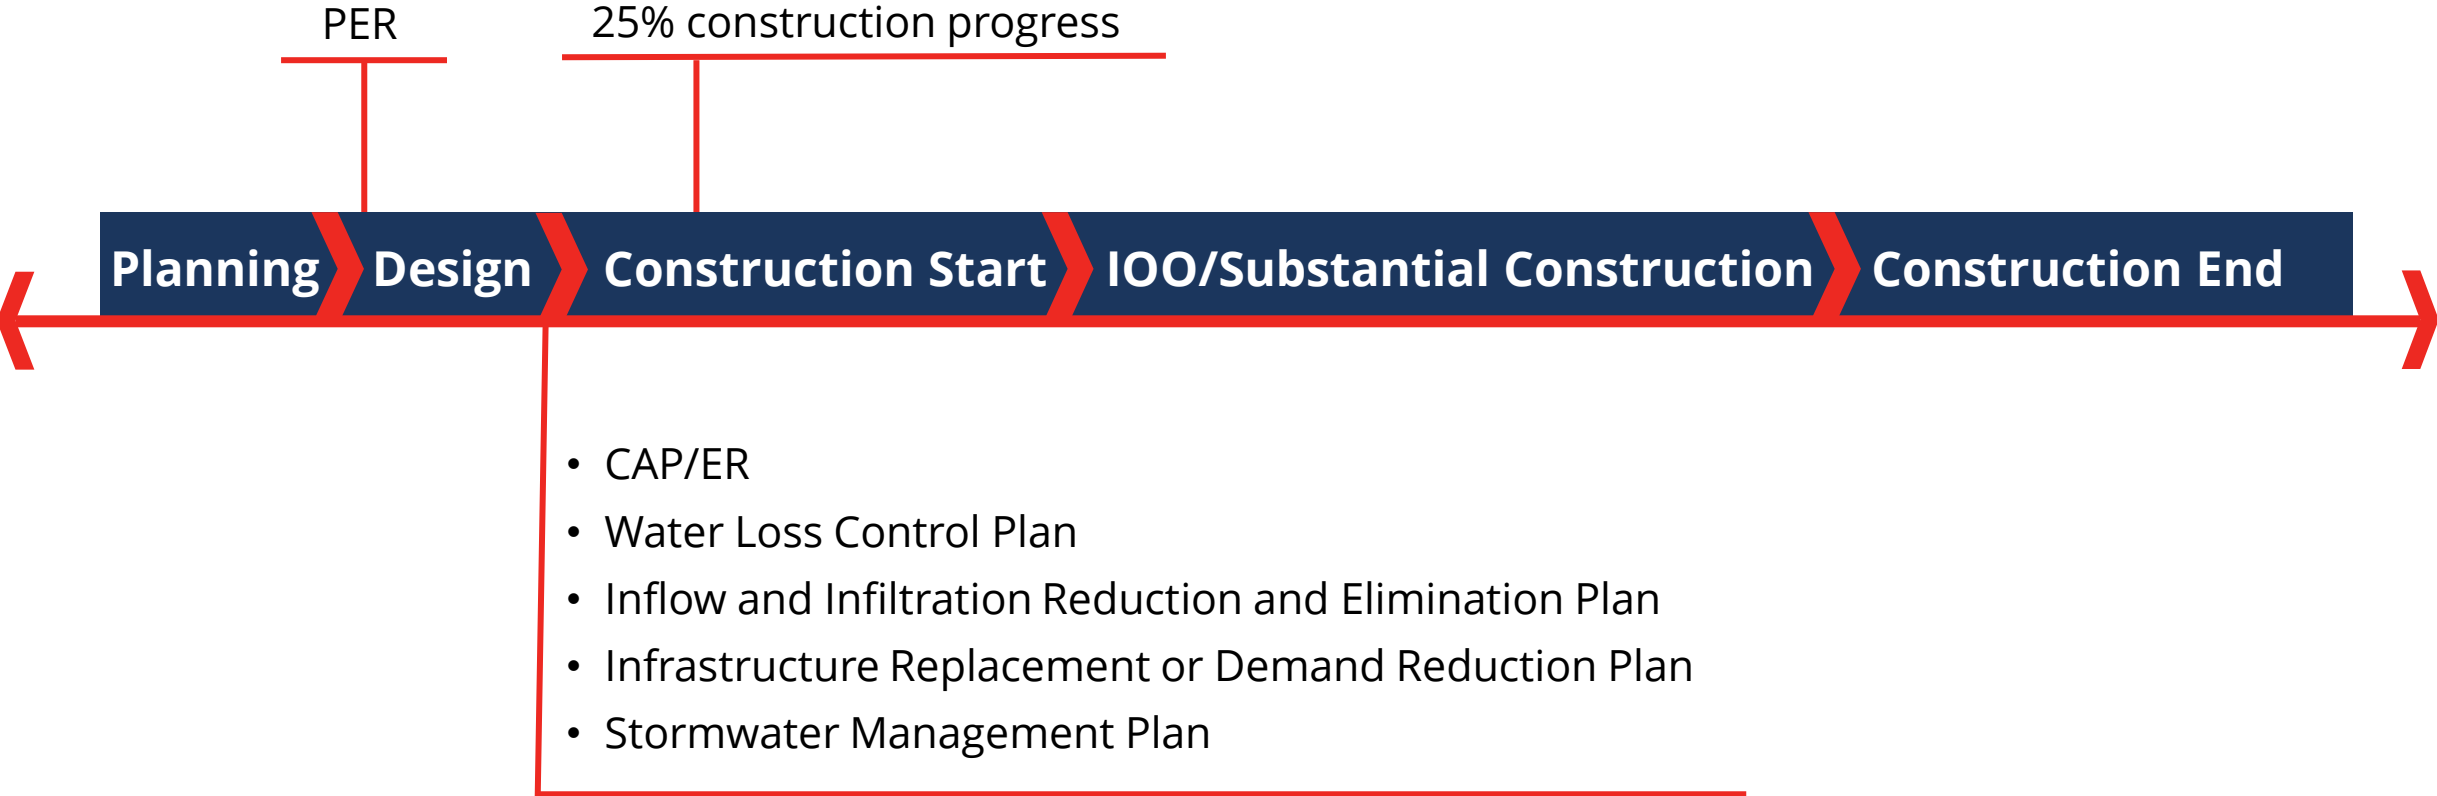 PER
25% construction progress
Planning
Design
Construction Start
IOO/Substantial Construction
Construction End
• CAP/ER
• Water Loss Control Plan
• Inflow and Infiltration Reduction and Elimination Plan
• Infrastructure Replacement or Demand Reduction Plan
• Stormwater Management Plan